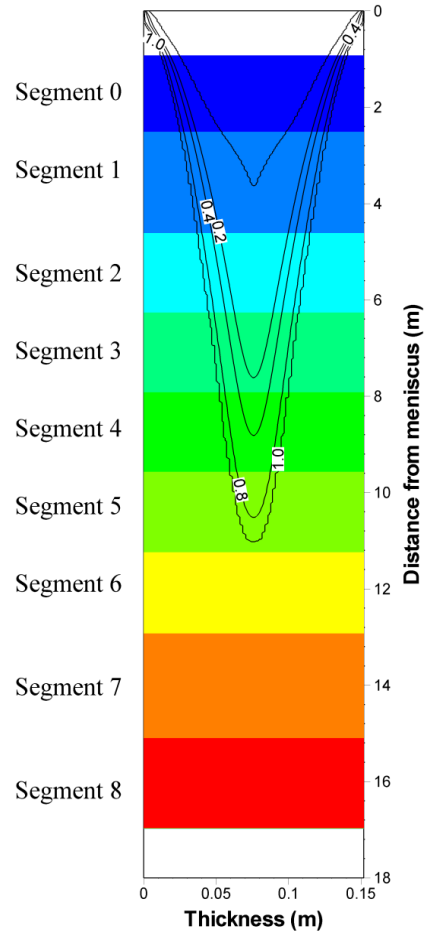 0
1.0
0.4
Segment 0
2
Segment 1
4
0.4
0.2
Segment 2
6
Segment 3
8
Segment 4
1.0
0.8
10
Segment 5
Segment 6
12
Segment 7
14
Segment 8
16
18
Distance from meniscus (m)
0
0.05
0.1
0.15
Thickness (m)